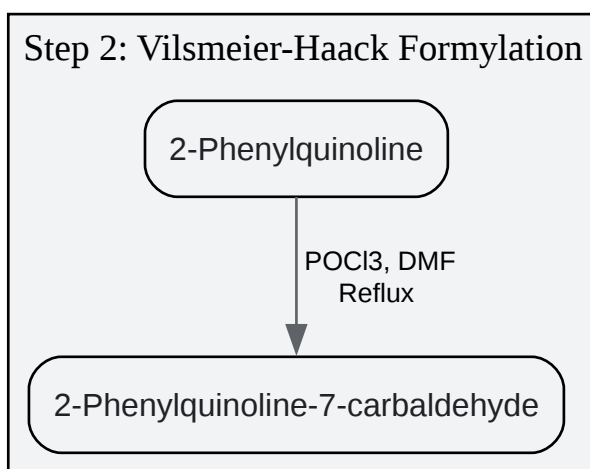 Step 2: Vilsmeier-Haack Formylation
2-Phenylquinoline
POCl3, DMF
Reflux
2-Phenylquinoline-7-carbaldehyde